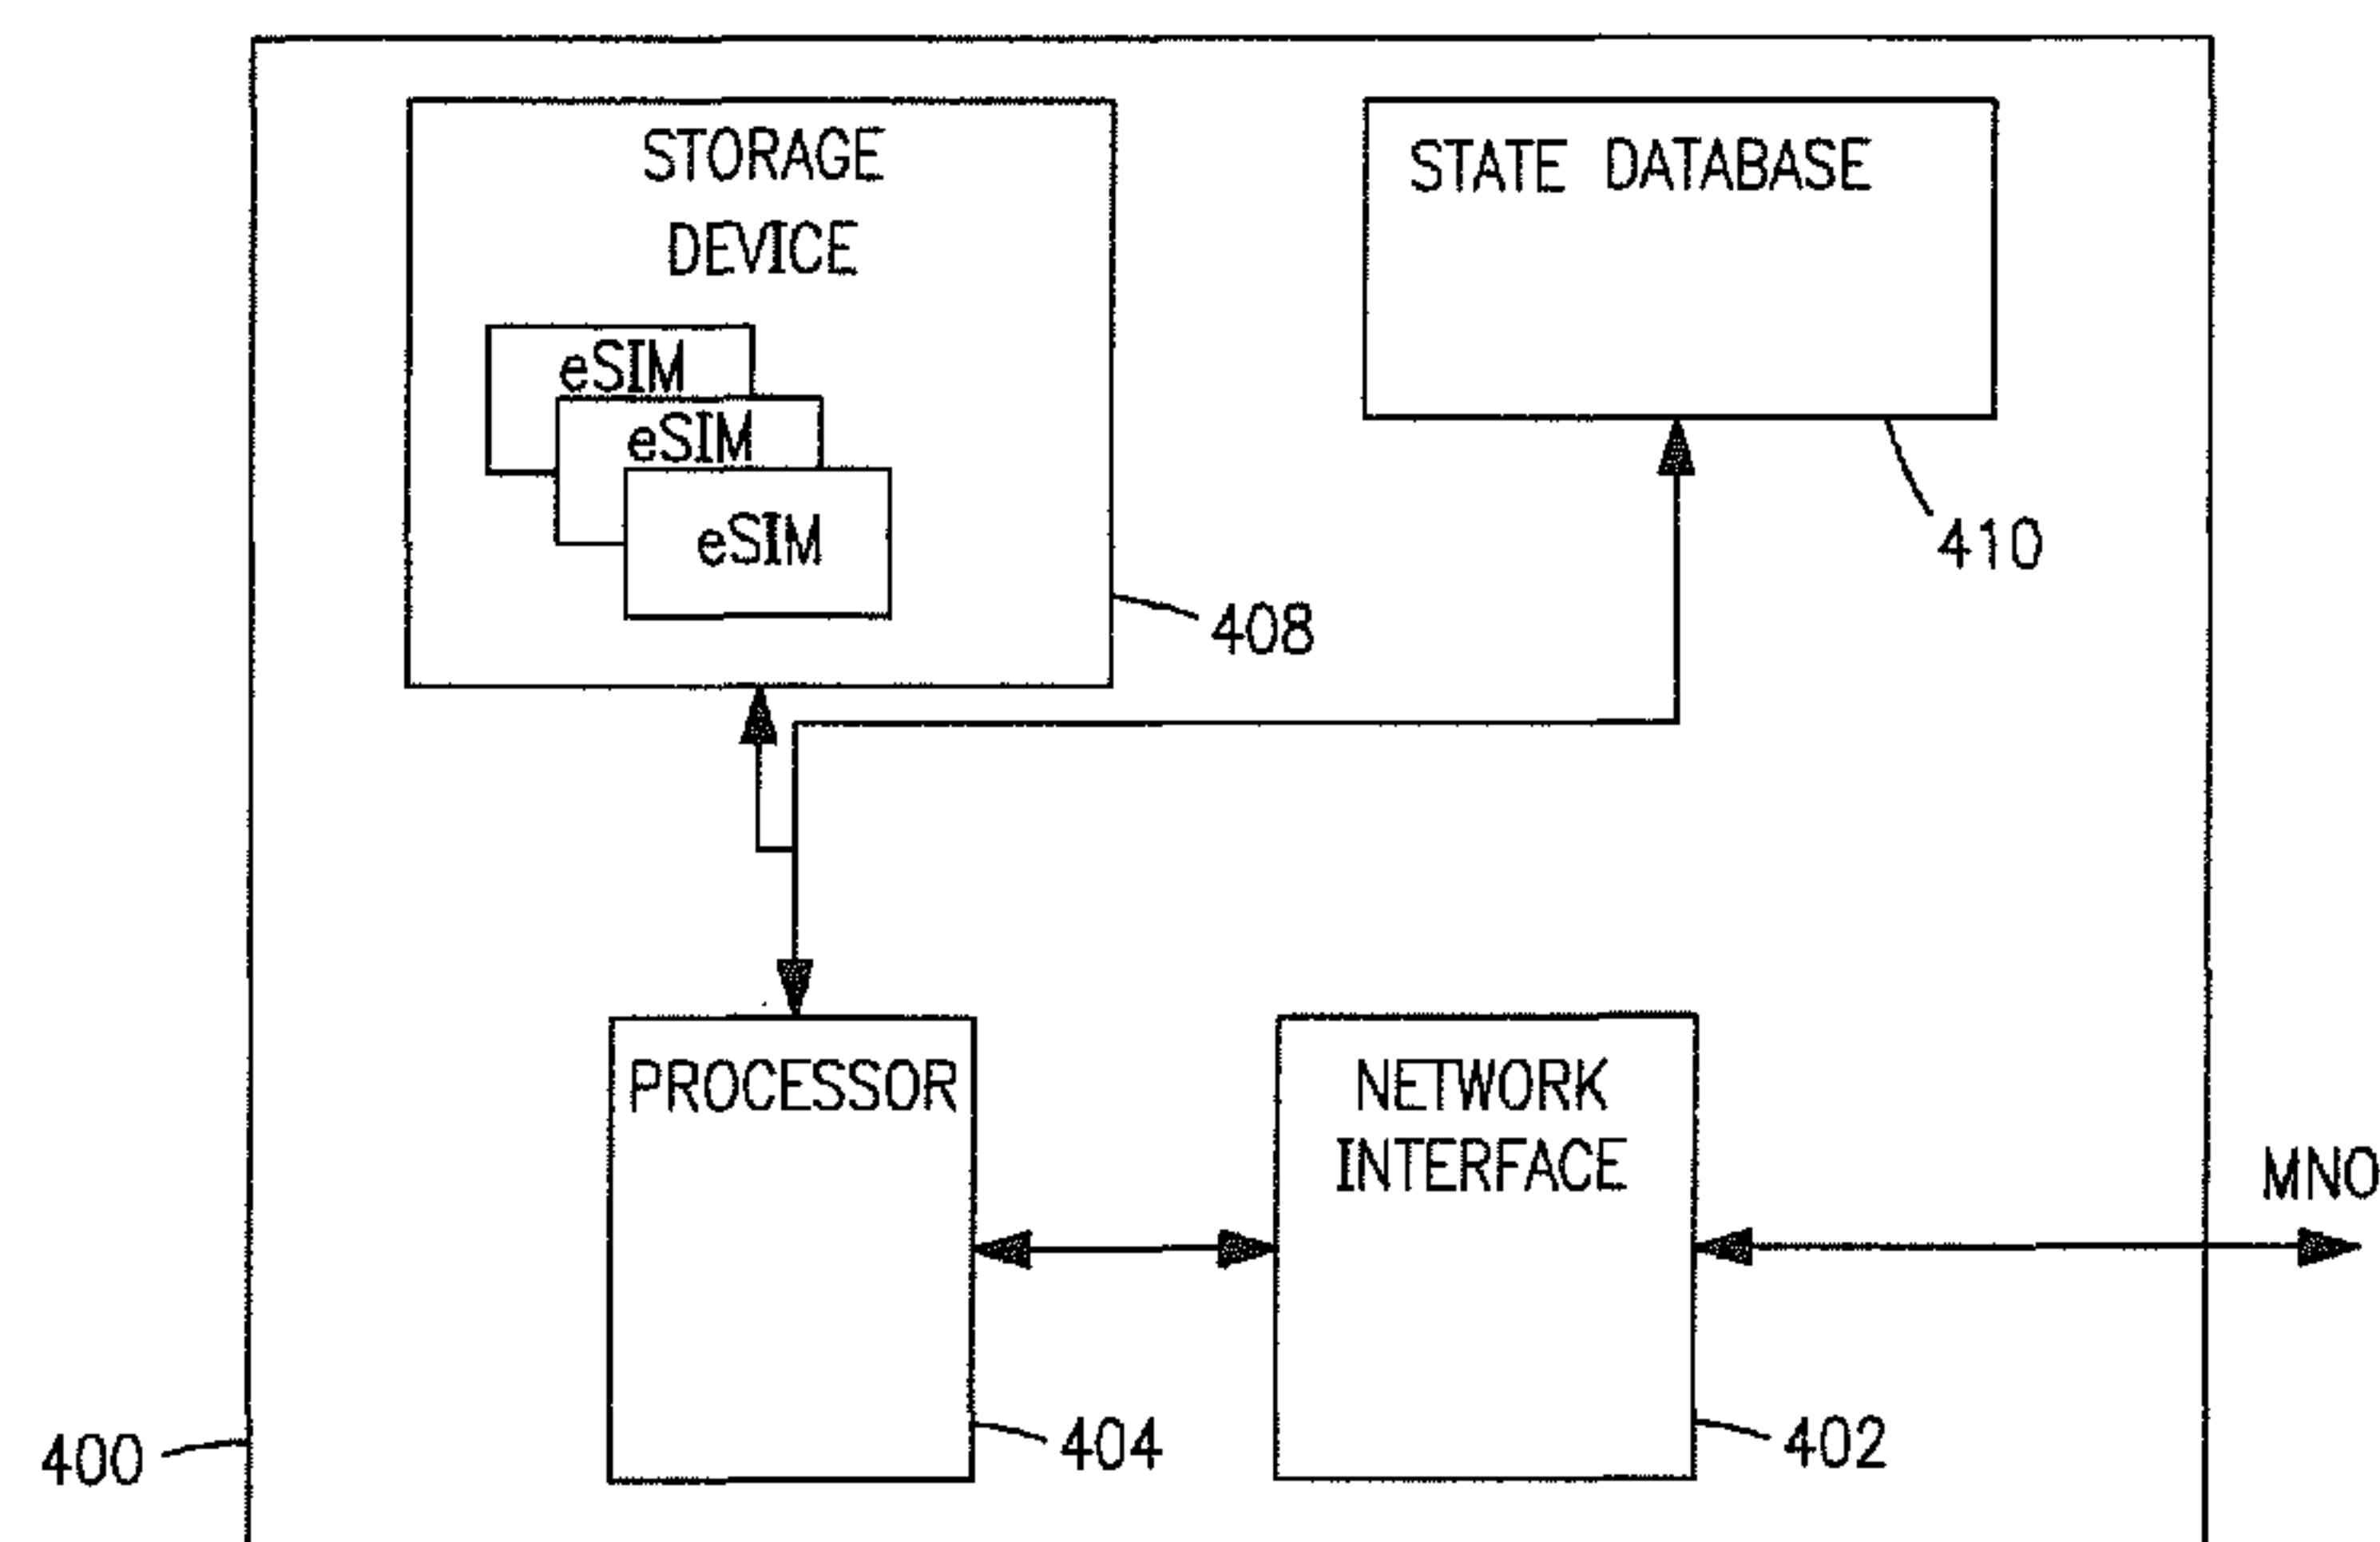 STORAGE
DEVICE
eSIM
eSIM
eSIM
408
STATE DATABASE
410
PROCESSOR
404
NETWORK
INTERFACE
402
MNO
400